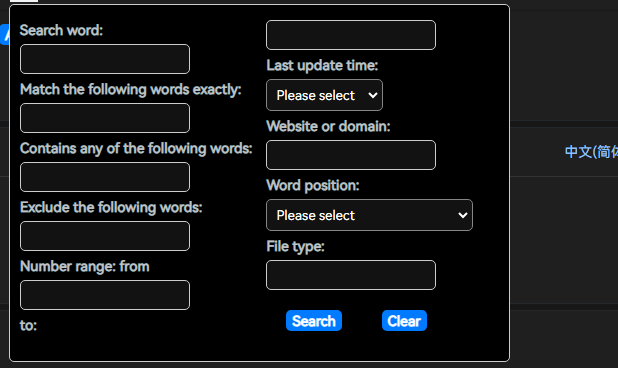 Search word:
Match the following words exactly:
Contains any of the following words:
Exclude the following words:
Number range: from
to:
Last update time:
Please select
Website or domain:
Word position:
Please select
File type:
Search
Clear
中文(简体